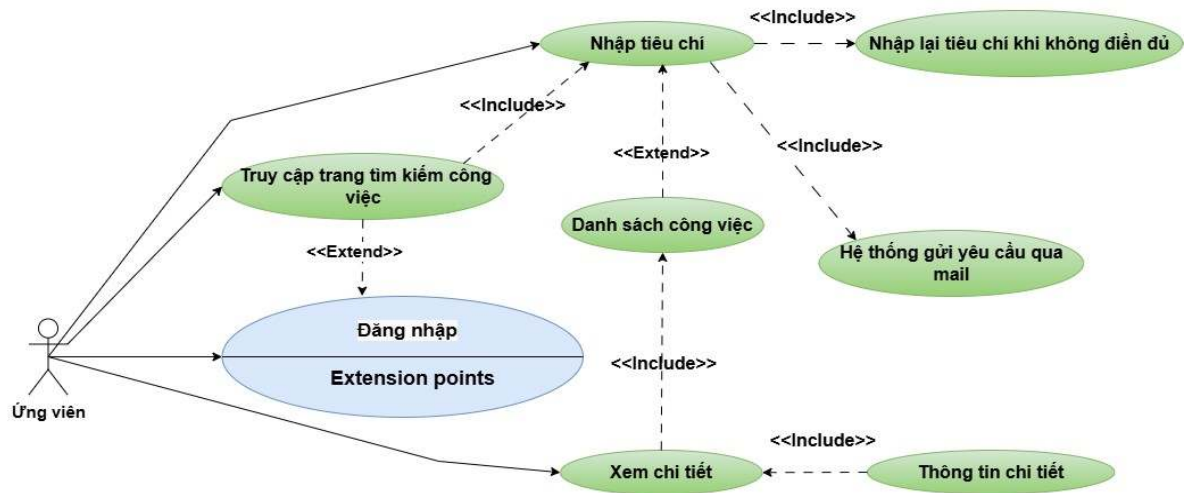 <<Include>>
Nhập tiêu chí
Nhập lại tiêu chí khi không điền đủ
<<Include>>
<<Include>>
<<Extend>>
Truy cập trang tìm kiếm công
việc
Danh sách công việc
<<Extend>>
Hệ thống gửi yêu cầu qua
mail
Đăng nhập
Extension points
<<Include>>
Ứng viên
<<Include>>
Xem chi tiết
Thông tin chi tiết